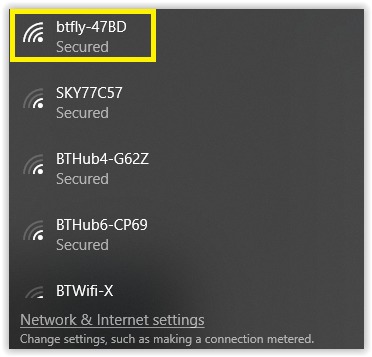 btfly-47BD
Secured
SKY77C57
Secured
BTHub4-G62Z
Secured
BTHub6-CP69
Secured
BTWifi-X
Network & Internet settings
Change settings, such as making a connection metered.